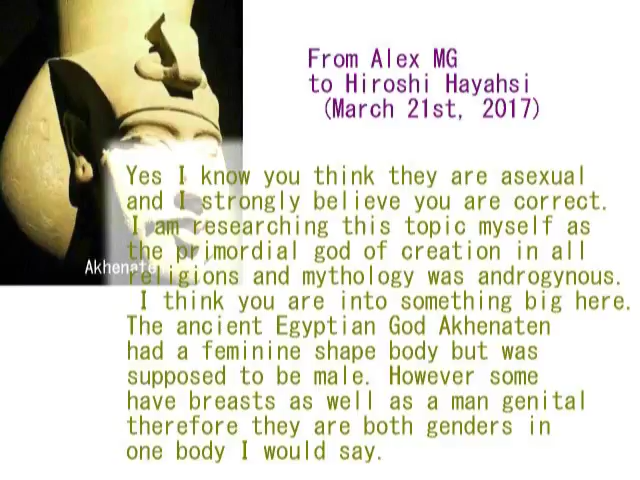 From Alex MG
to Hiroshi Hayahsi
(March 21st, 2017)
Yes I know you think they are asexual
and I strongly believe you are correct.
I am researching this topic myself as
the primordial god of creation in all
religions and mythology was androgynous.
I think you are into something big here.
The ancient Egyptian God Akhenaten
had a feminine shape body but was
supposed to be male. However some
have breasts as well as a man genital
therefore they are both genders in
one body I would say.